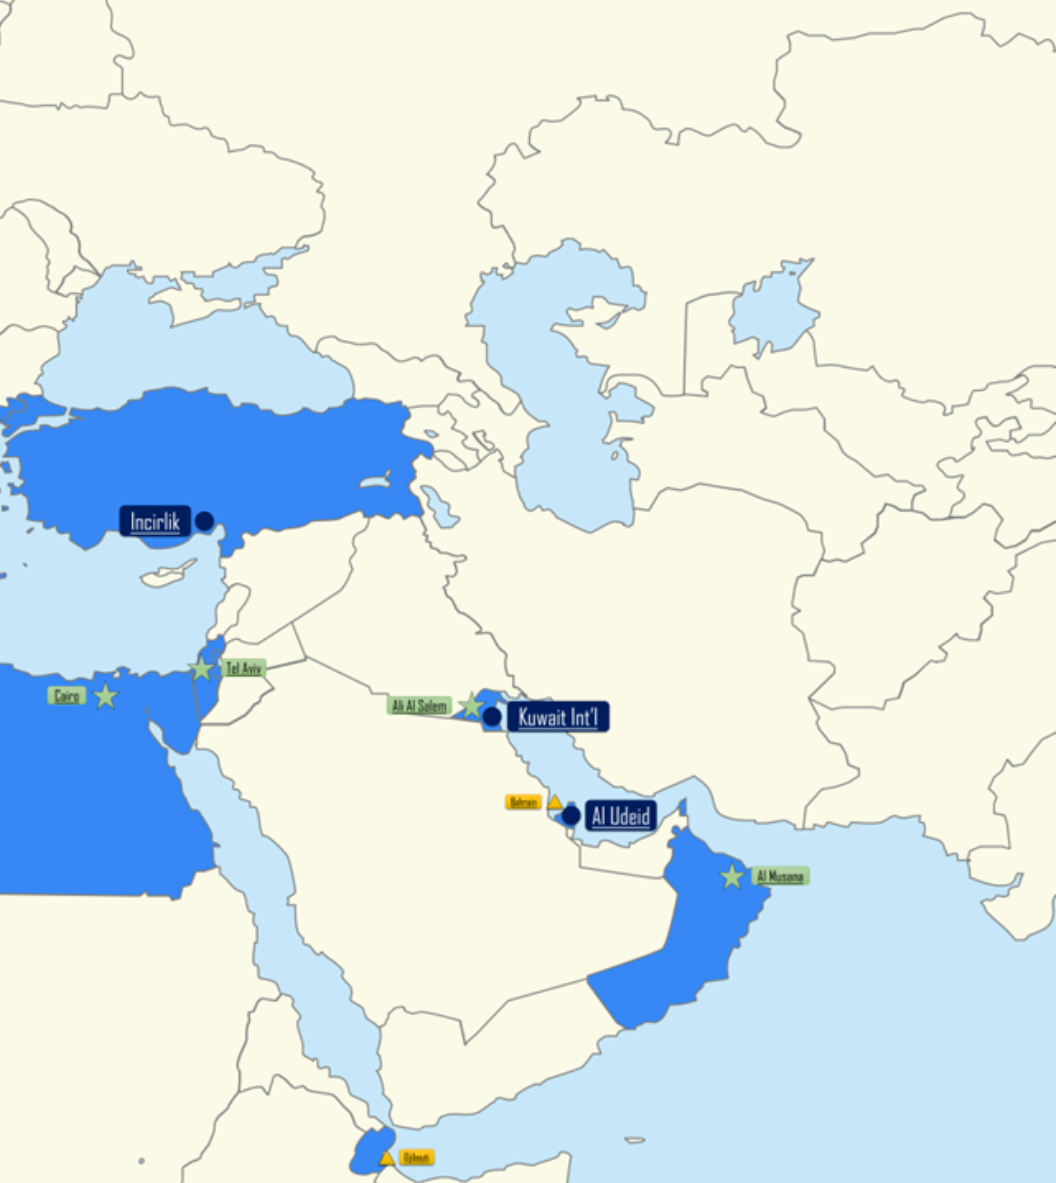 Incirlik
Tel Aviv
Cairo
Ali Al Salem
Kuwait Int'l
Bahrain
Al Udeid
Al Musana
Djibouti